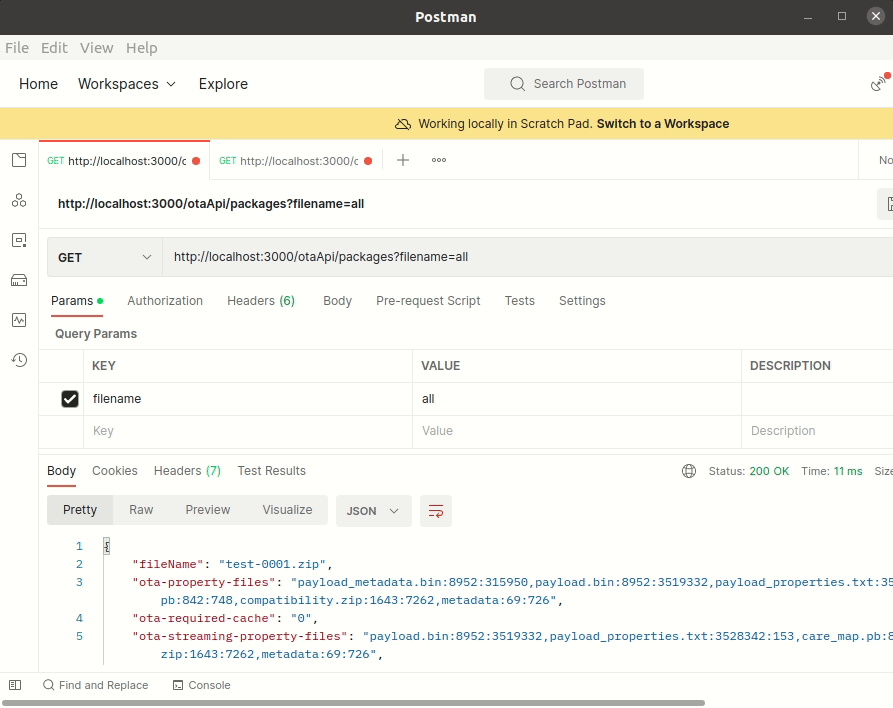 Postman
File Edit View Help
Home Workspaces Explore Search Postman
Working locally in Scratch Pad. Switch to a Workspace
GET http://localhost:3000/c GET http://localhost:3000/c No
http://localhost:3000/otaApi/packages?filename=all
GET http://localhost:3000/otaApi/packages?filename=all
Params Authorization Headers (6) Body Pre-request Script Tests Settings
Query Params
KEY VALUE DESCRIPTION
filename all
Key Value Description
Body Cookies Headers (7) Test Results Status: 200 OK Time: 11 ms Size
Pretty Raw Preview Visualize JSON
1 {
2 "fileName": "test-0001.zip",
3 "ota-property-files": "payload_metadata.bin:8952:315950,payload.bin:8952:3519332,payload_properties.txt:35
pb:842:748,compatibility.zip:1643:7262,metadata:69:726",
4 "ota-required-cache": "0",
5 "ota-streaming-property-files": "payload.bin:8952:3519332,payload_properties.txt:3528342:153,care_map.pb:8
zip:1643:7262,metadata:69:726",
Find and Replace Console